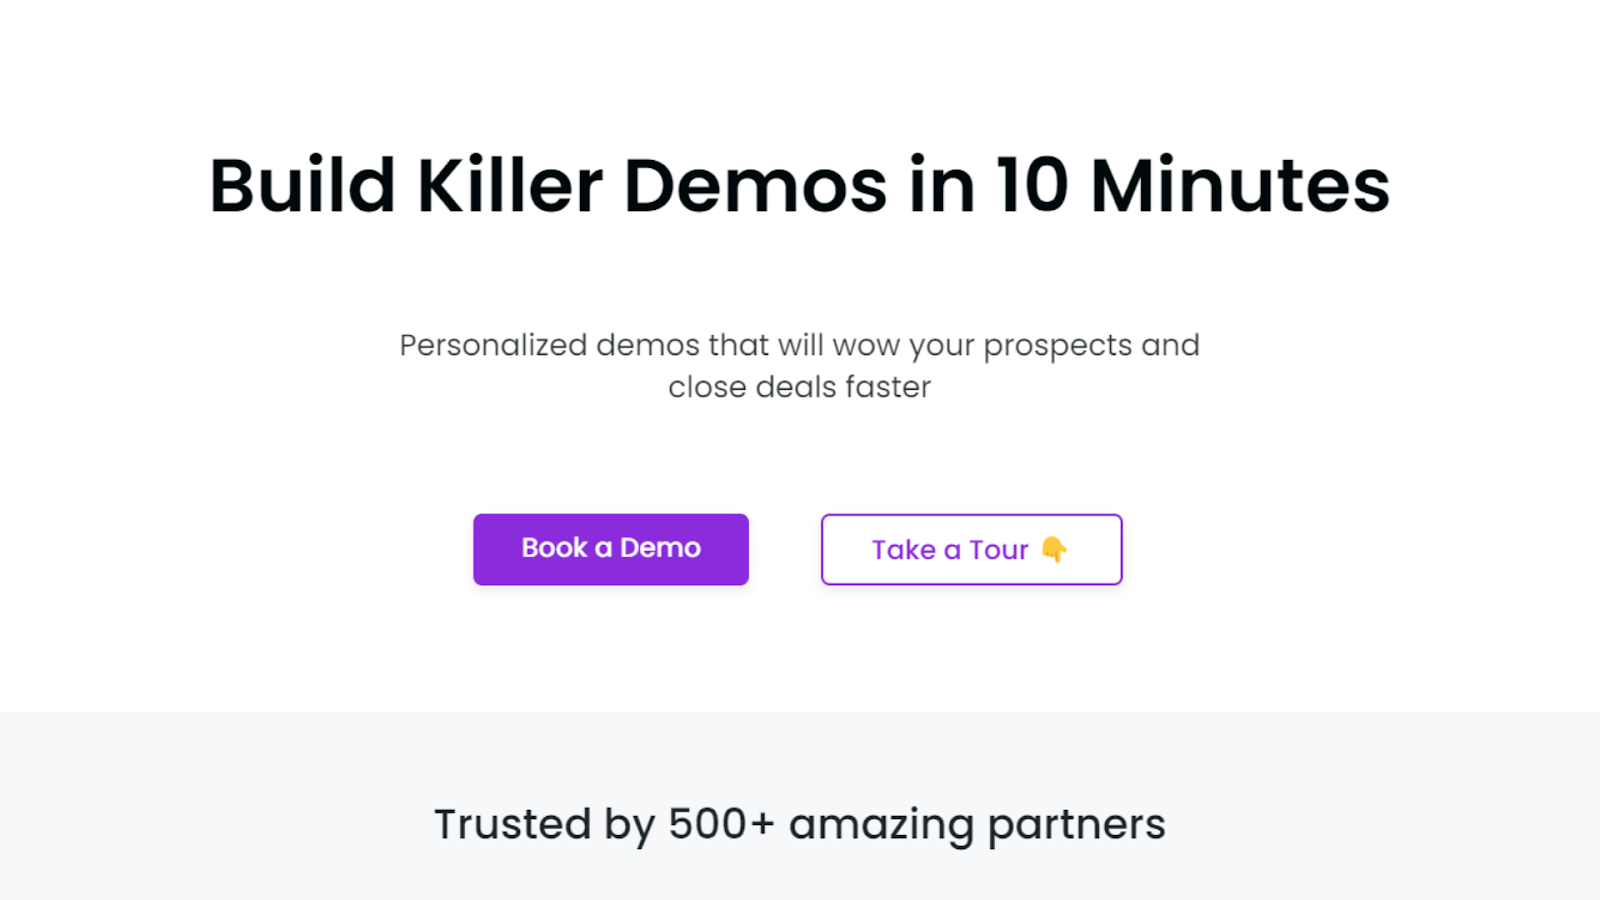 Build Killer Demos in 10 Minutes
Personalized demos that will wow your prospects and
close deals faster
Book a Demo
Take a Tour 👇
Trusted by 500+ amazing partners